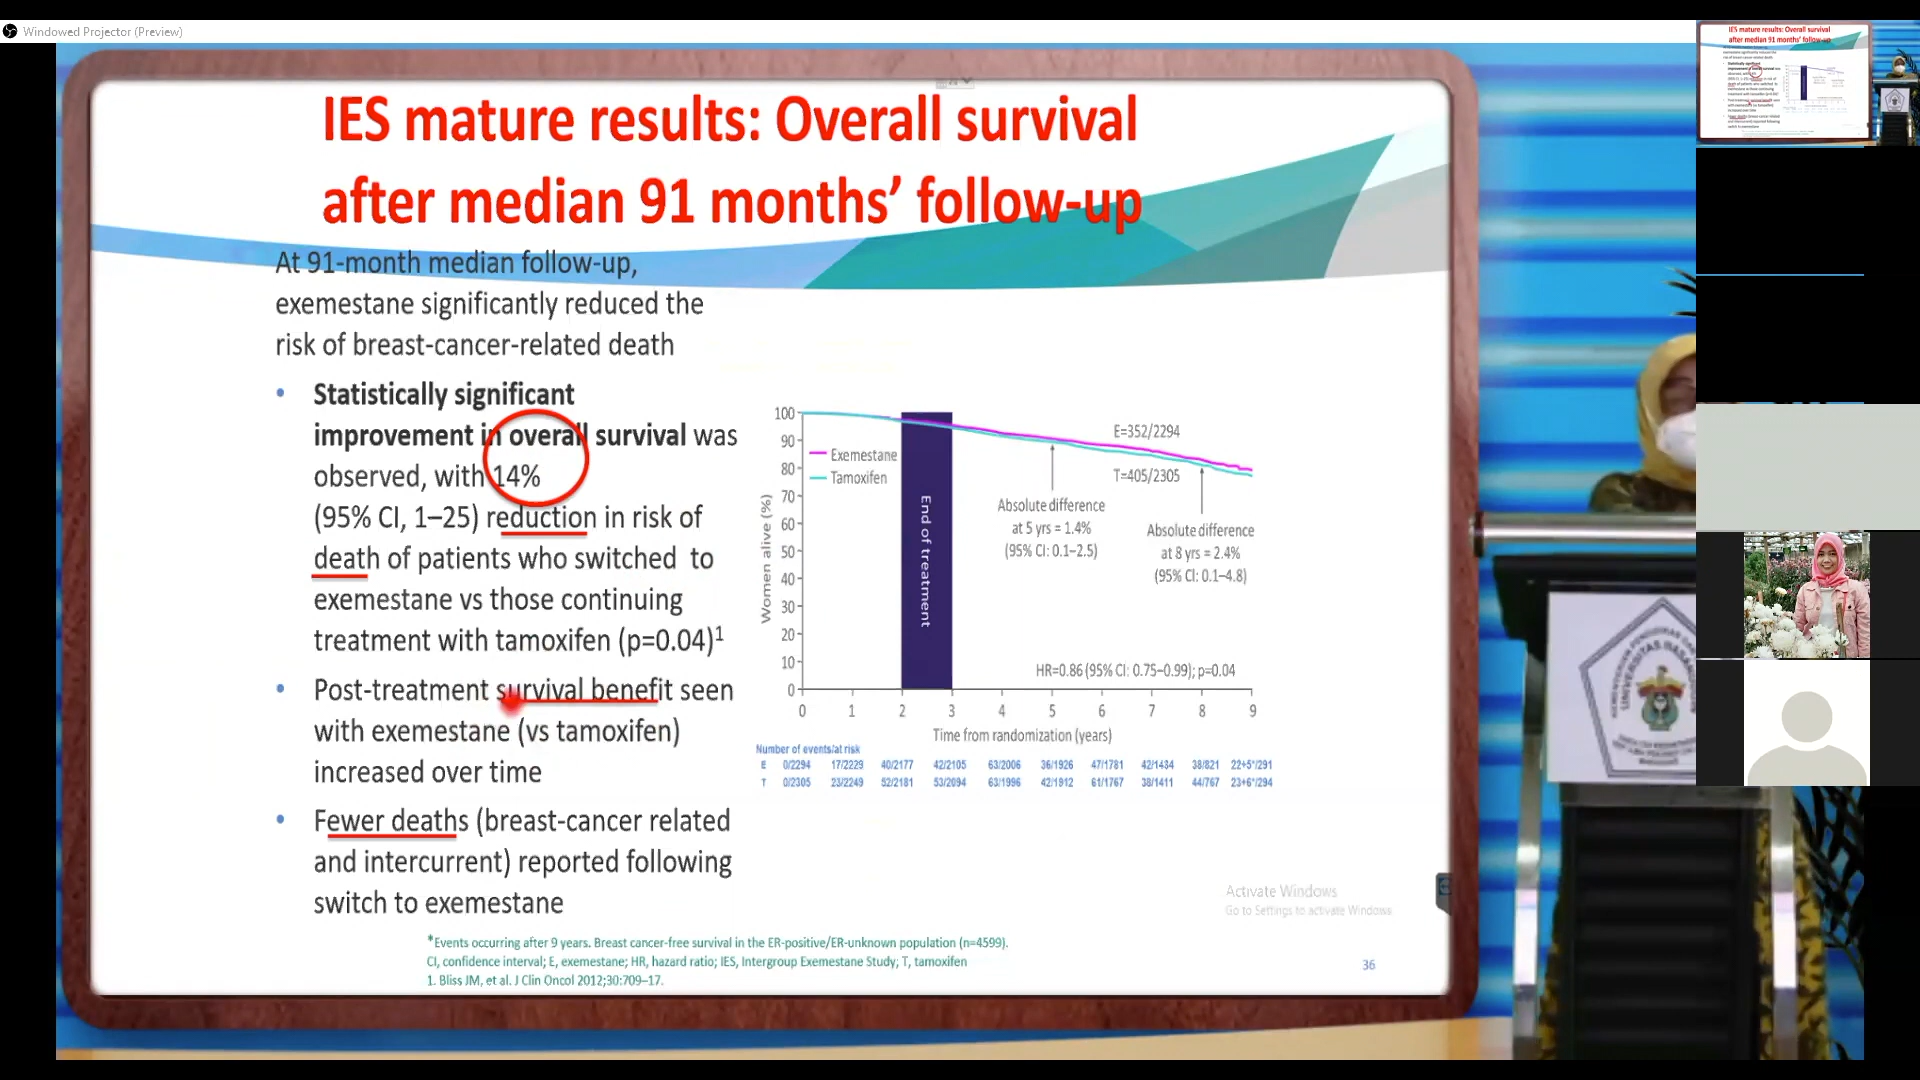 Windowed Projector (Preview)
IES mature results: Overall survival
after median 91 months’ follow-up
At 91-month median follow-up,
exemestane significantly reduced the
risk of breast-cancer-related death
• Statistically significant
improvement in overall survival was
observed, with 14%
(95% CI, 1–25) reduction in risk of
death of patients who switched to
exemestane vs those continuing
treatment with tamoxifen (p=0.04)1
• Post-treatment survival benefit seen
with exemestane (vs tamoxifen)
increased over time
• Fewer deaths (breast-cancer related
and intercurrent) reported following
switch to exemestane
Women alive (%)
100
90
80
70
60
50
40
30
20
10
0
Exemestane
Tamoxifen
End of treatment
E=352/2294
T=405/2305
Absolute difference
at 5 yrs = 1.4%
(95% CI: 0.1–2.5)
Absolute difference
at 8 yrs = 2.4%
(95% CI: 0.1–4.8)
HR=0.86 (95% CI: 0.75–0.99); p=0.04
0 1 2 3 4 5 6 7 8 9
Time from randomization (years)
Number of events/at risk
E 0/2294 17/2229 40/2177 42/2105 63/2006 36/1926 47/1781 42/1434 38/821 22+5*/291
T 0/2305 23/2249 52/2181 53/2094 63/1996 42/1912 61/1767 38/1411 44/767 23+6*/294
Activate Windows
Go to Settings to activate Windows.
*Events occurring after 9 years. Breast cancer-free survival in the ER-positive/ER-unknown population (n=4599).
CI, confidence interval; E, exemestane; HR, hazard ratio; IES, Intergroup Exemestane Study; T, tamoxifen
1. Bliss JM, et al. J Clin Oncol 2012;30:709–17.
36
IES mature results: Overall survival
after median 91 months’ follow-up
UNIVERSITAS HASANUDDIN